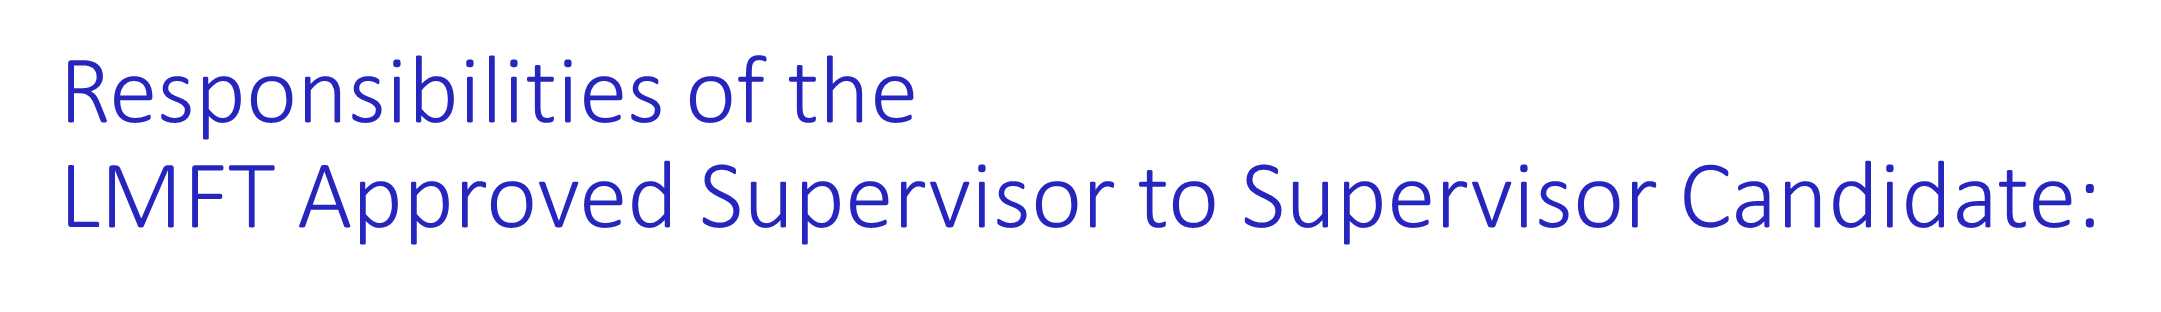 Responsibilities of the
LMFT Approved Supervisor to Supervisor Candidate: